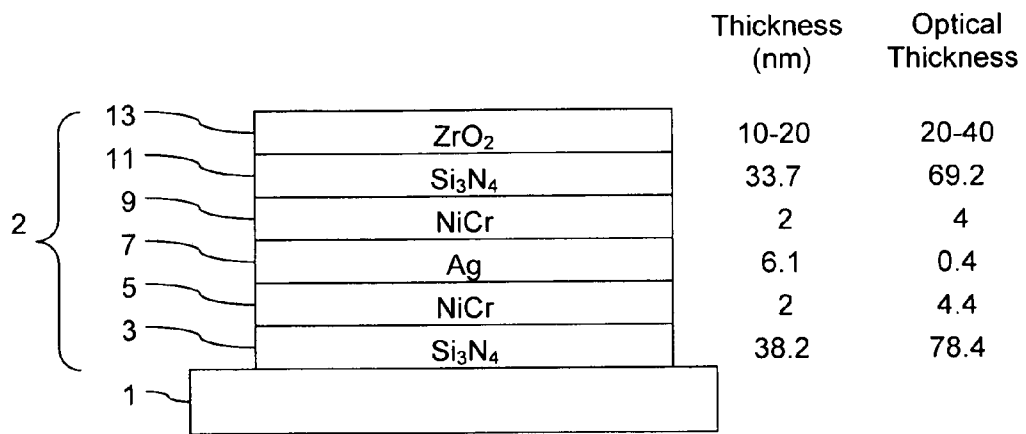 Thickness (nm) Optical Thickness
13 ZrO₂ 10-20 20-40
11 Si₃N₄ 33.7 69.2
9 NiCr 2 4
2
7 Ag 6.1 0.4
5 NiCr 2 4.4
3 Si₃N₄ 38.2 78.4
1